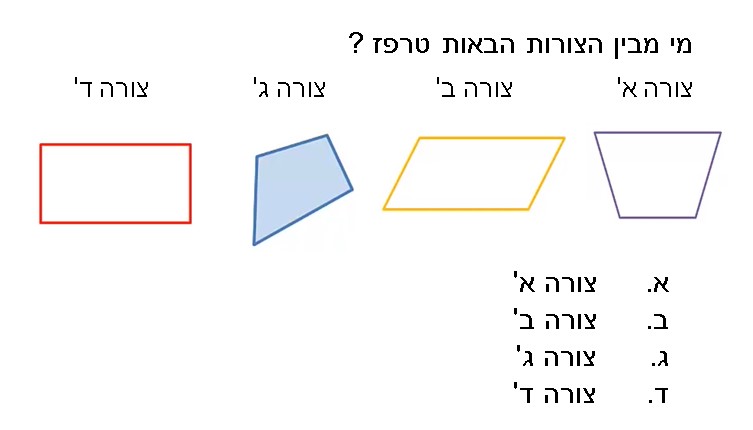 מי מבין הצורות הבאות טרפז ?
צורה א' צורה ב' צורה ג' צורה ד'
א. צורה א'
ב. צורה ב'
ג. צורה ג'
ד. צורה ד'